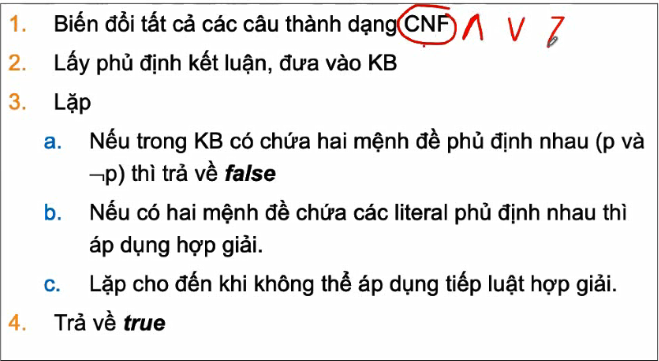 1. Biến đổi tất cả các câu thành dạng CNF ∧ ∨ 7
2. Lấy phủ định kết luận, đưa vào KB
3. Lặp
a. Nếu trong KB có chứa hai mệnh đề phủ định nhau (p và
¬p) thì trả về false
b. Nếu có hai mệnh đề chứa các literal phủ định nhau thì
áp dụng hợp giải.
c. Lặp cho đến khi không thể áp dụng tiếp luật hợp giải.
4. Trả về true